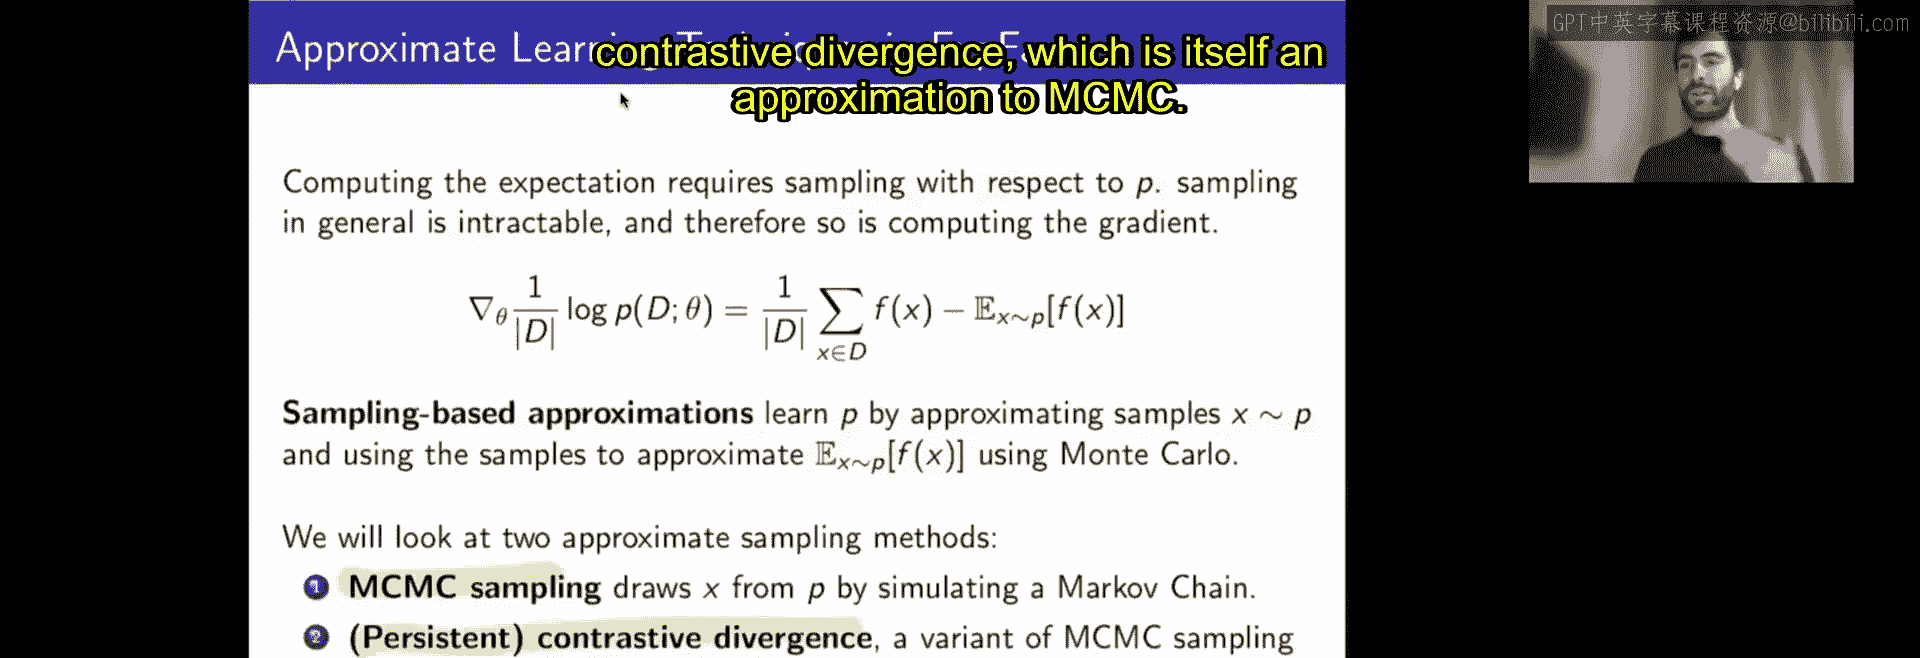 Approximate Lear
contrastive divergence, which is itself an
approximation to MCMC.
GPT中英字幕课程资源@bilibili.com
Computing the expectation requires sampling with respect to p. sampling
in general is intractable, and therefore so is computing the gradient.
∇θ 1/|D| log p(D; θ) = 1/|D| ∑x∈D f(x) − 𝔼x∼p[f(x)]
Sampling-based approximations learn p by approximating samples x ∼ p
and using the samples to approximate 𝔼x∼p[f(x)] using Monte Carlo.
We will look at two approximate sampling methods:
1 MCMC sampling draws x from p by simulating a Markov Chain.
2 (Persistent) contrastive divergence, a variant of MCMC sampling